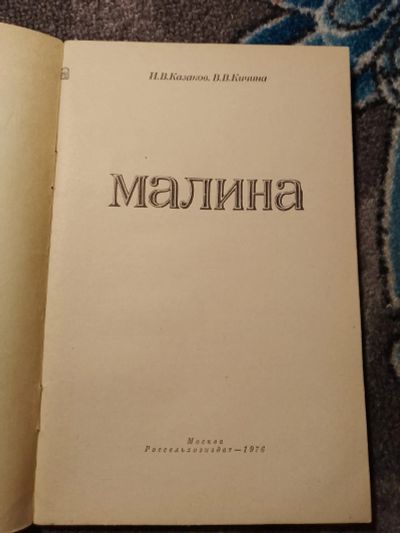 И.В.Казаков, В.В.Кичина
МАЛИНА
Москва
Россельхозиздат—1976